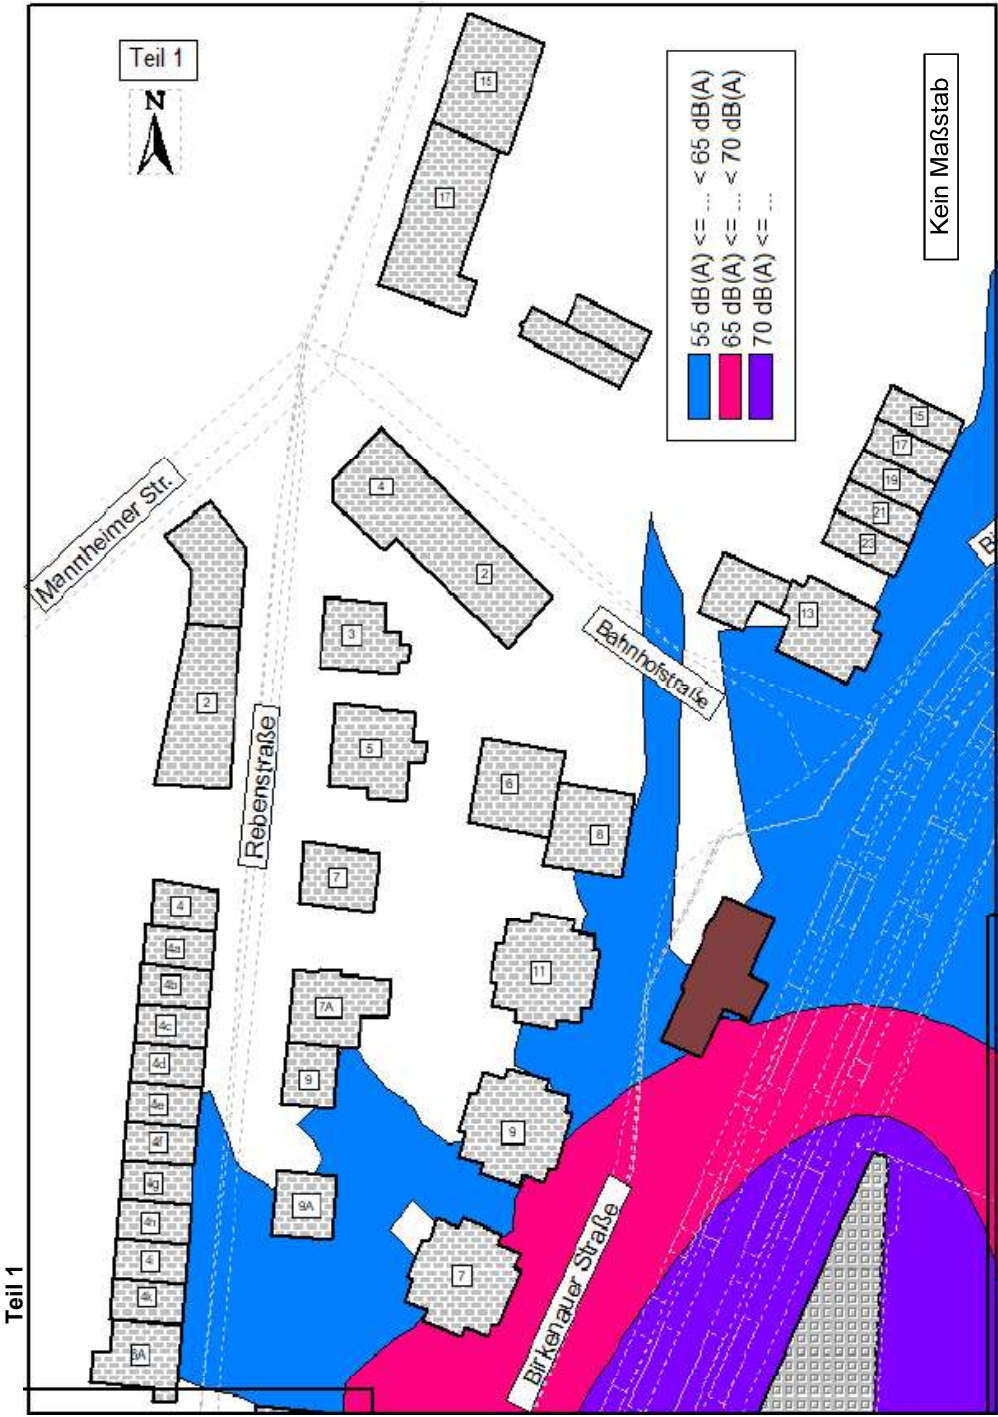 Teil 1
Teil 1
N
15
17
55 dB(A) <= ... < 65 dB(A)
65 dB(A) <= ... < 70 dB(A)
70 dB(A) <= ...
Kein Maßstab
Mannheimer Str.
4
2
3
2
5
Rebenstraße
Bahnhofstraße
6
8
7
13
15
17
19
21
23
4
4a
4b
4c
4d
4e
4f
4g
4h
4i
4k
6A
7A
9
9A
11
9
7
Birkenauer Straße